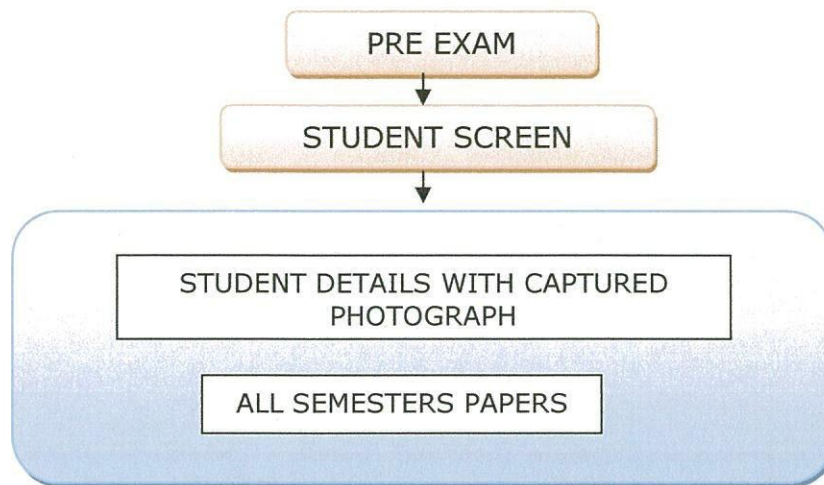 PRE EXAM
STUDENT SCREEN
STUDENT DETAILS WITH CAPTURED
PHOTOGRAPH
ALL SEMESTERS PAPERS